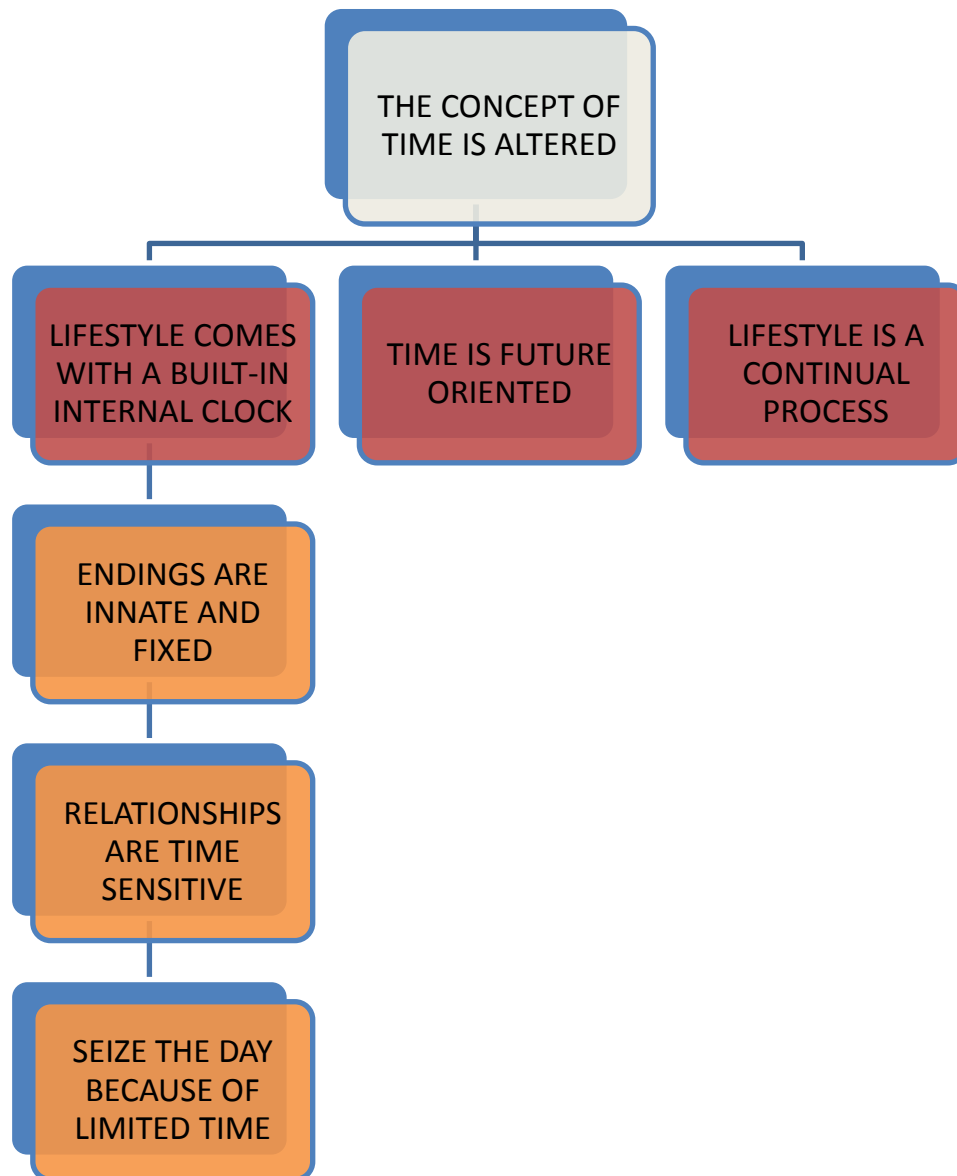 THE CONCEPT OF
TIME IS ALTERED
LIFESTYLE COMES
WITH A BUILT-IN
INTERNAL CLOCK
TIME IS FUTURE
ORIENTED
LIFESTYLE IS A
CONTINUAL
PROCESS
ENDINGS ARE
INNATE AND
FIXED
RELATIONSHIPS
ARE TIME
SENSITIVE
SEIZE THE DAY
BECAUSE OF
LIMITED TIME